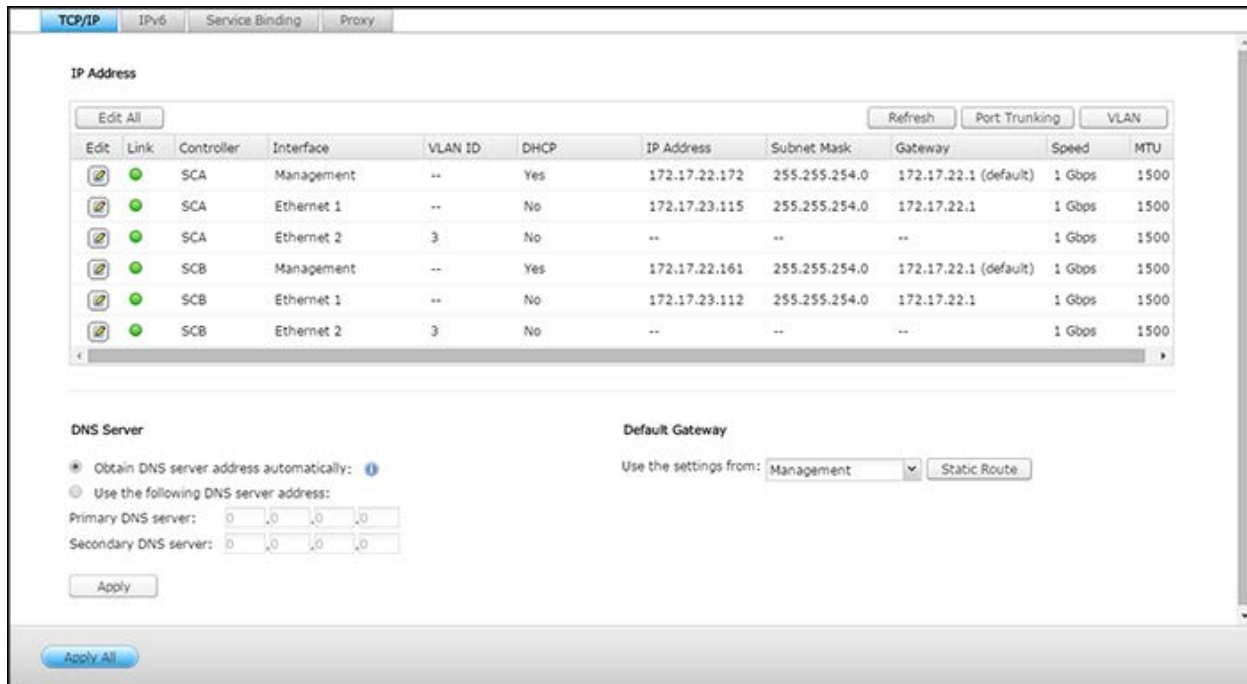 TCP/IP IPv6 Service Binding Proxy
IP Address
Edit All Refresh Port Trunking VLAN
Edit Link Controller Interface VLAN ID DHCP IP Address Subnet Mask Gateway Speed MTU
SCA Management -- Yes 172.17.22.172 255.255.254.0 172.17.22.1 (default) 1 Gbps 1500
SCA Ethernet 1 -- No 172.17.23.115 255.255.254.0 172.17.22.1 1 Gbps 1500
SCA Ethernet 2 3 No -- -- -- 1 Gbps 1500
SCB Management -- Yes 172.17.22.161 255.255.254.0 172.17.22.1 (default) 1 Gbps 1500
SCB Ethernet 1 -- No 172.17.23.112 255.255.254.0 172.17.22.1 1 Gbps 1500
SCB Ethernet 2 3 No -- -- -- 1 Gbps 1500
DNS Server Default Gateway
Obtain DNS server address automatically: Use the settings from: Management Static Route
Use the following DNS server address:
Primary DNS server: 0 .0 .0 .0
Secondary DNS server: 0 .0 .0 .0
Apply
Apply All